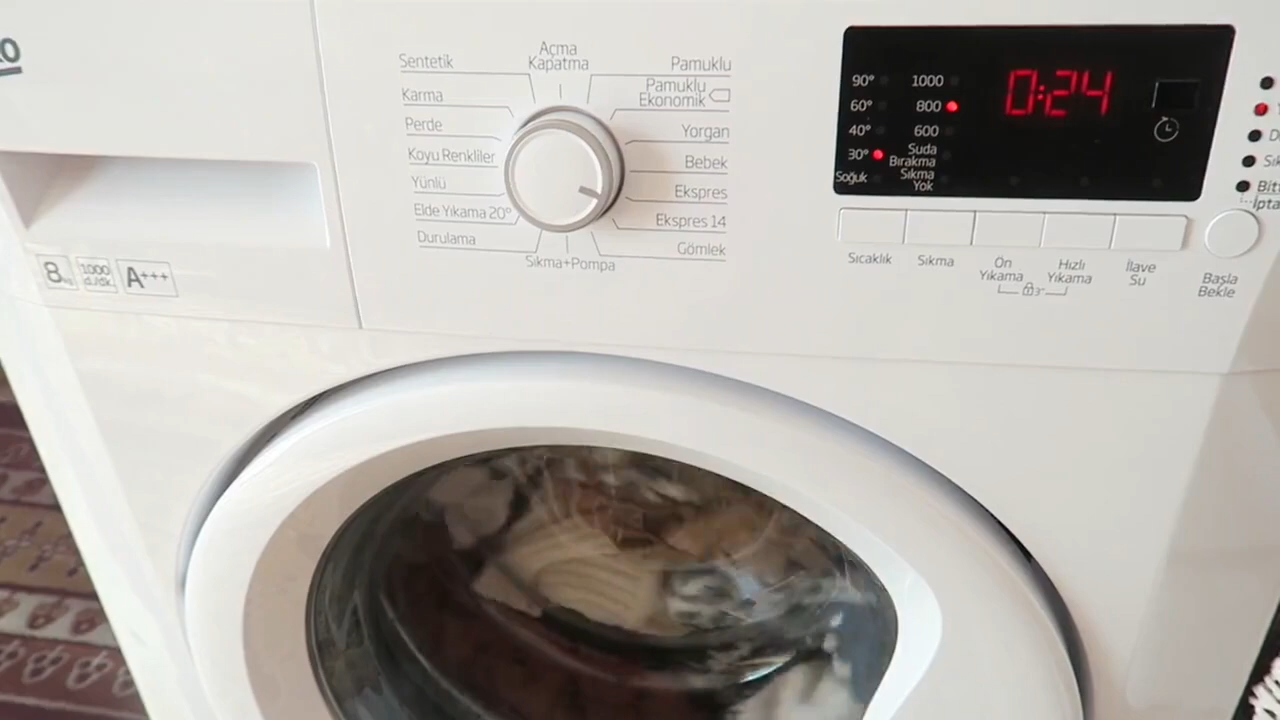 Sentetik
Açma
Kapatma
Pamuklu
Karma
Pamuklu
Ekonomik
Perde
Yorgan
Koyu Renkliler
Bebek
Yünlü
Ekspres
Elde Yıkama 20°
Ekspres 14
Durulama
Gömlek
Sıkma+Pompa
8
1000
d./dk.
A+++
90°
60°
40°
30°
Soğuk
1000
800
600
Suda
Bırakma
Sıkma
Yok
0:24
Sıcaklık
Sıkma
Ön
Yıkama
Hızlı
Yıkama
3"
İlave
Su
Başla
Bekle